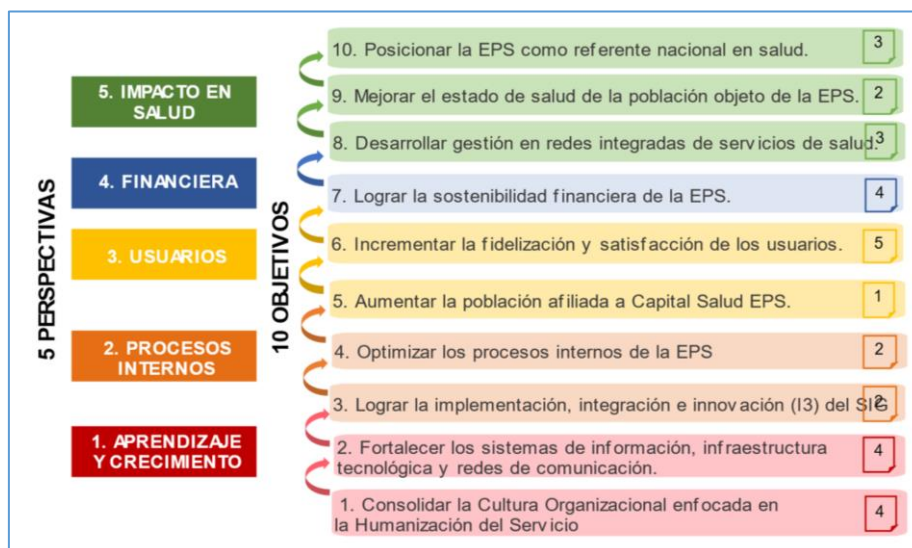 5 PERSPECTIVAS
5. IMPACTO EN
SALUD
4. FINANCIERA
3. USUARIOS
2. PROCESOS
INTERNOS
1. APRENDIZAJE
Y CRECIMIENTO
10 OBJETIVOS
10. Posicionar la EPS como referente nacional en salud.
3
9. Mejorar el estado de salud de la población objeto de la EPS.
2
8. Desarrollar gestión en redes integradas de servicios de salud.
3
7. Lograr la sostenibilidad financiera de la EPS.
4
6. Incrementar la fidelización y satisfacción de los usuarios.
5
5. Aumentar la población afiliada a Capital Salud EPS.
1
4. Optimizar los procesos internos de la EPS
2
3. Lograr la implementación, integración e innovación (I3) del SIG
2
2. Fortalecer los sistemas de información, infraestructura
tecnológica y redes de comunicación.
4
1. Consolidar la Cultura Organizacional enfocada en
la Humanización del Servicio
4